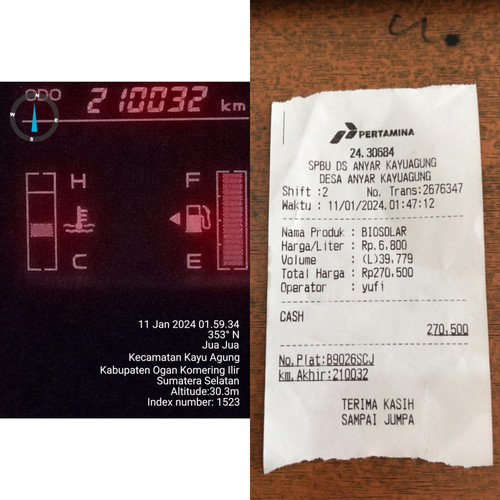 ODO 210032 km
N
W E
S
H F
C E
11 Jan 2024 01.59.34
353° N
Jua Jua
Kecamatan Kayu Agung
Kabupaten Ogan Komering Ilir
Sumatera Selatan
Altitude:30.3m
Index number: 1523
PERTAMINA
24.30684
SPBU DS ANYAR KAYUAGUNG
DESA ANYAR KAYUAGUNG
Shift :2 No. Trans:2676347
Waktu : 11/01/2024.01:47:12
Nama Produk : BIOSOLAR
Harga/Liter : Rp.6,800
Volume : (L)39,779
Total Harga : Rp270,500
Operator : yufi
CASH
270,500
No.Plat:B9026SCJ
km.Akhir:210032
TERIMA KASIH
SAMPAI JUMPA